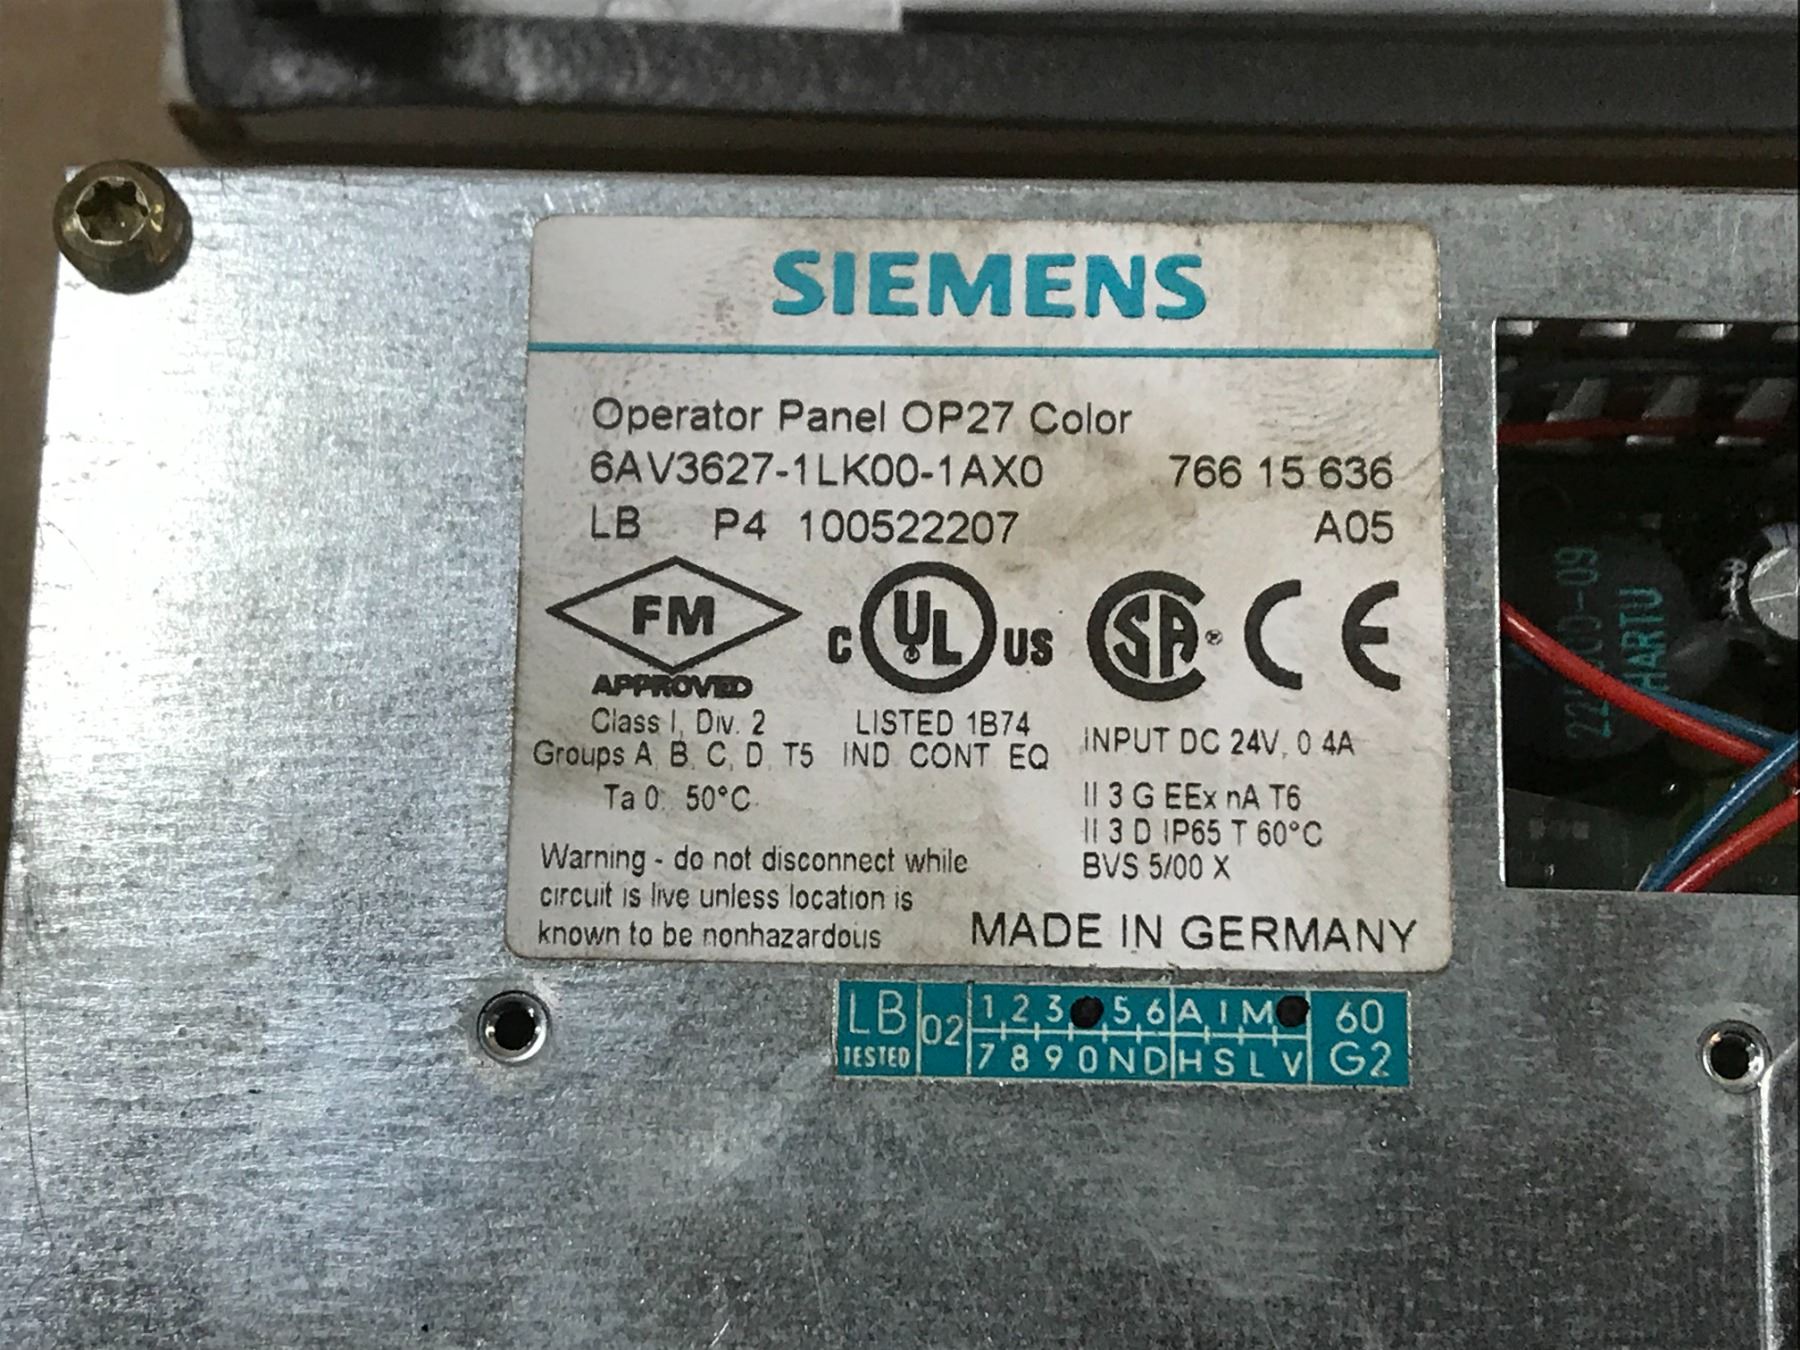 SIEMENS
Operator Panel OP27 Color
6AV3627-1LK00-1AX0 766 15 636
LB P4 100522207 A05
FM
APPROVED
C UL US
SA ®
CE
Class I, Div. 2
Groups A, B, C, D, T5
Ta 0.. 50°C
LISTED 1B74
IND. CONT. EQ
INPUT DC 24V, 0.4A
II 3 G EEx nA T6
II 3 D IP65 T 60°C
BVS 5/00 X
Warning - do not disconnect while
circuit is live unless location is
known to be nonhazardous
MADE IN GERMANY
LB 02 1 2 3 5 6 A I M 60
TESTED 7 8 9 0 N D H S L V G2
HARTU